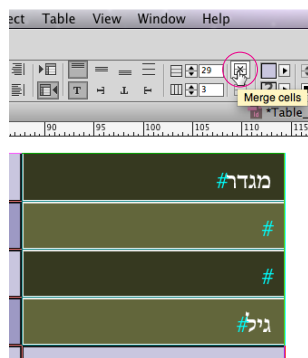 ect Table View Window Help
29
T 3
Merge cells
*Table_
90 95 100 105 110 115
מגדר#
#
#
גיל#